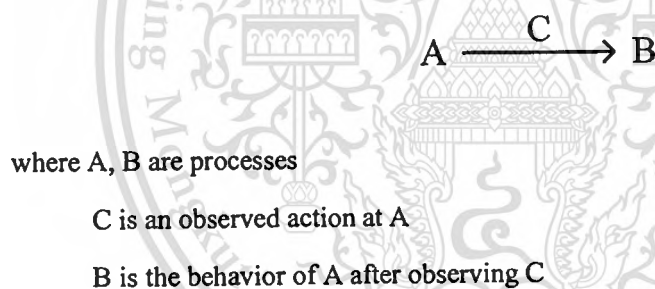 C
A ⟶ B
where A, B are processes
C is an observed action at A
B is the behavior of A after observing C